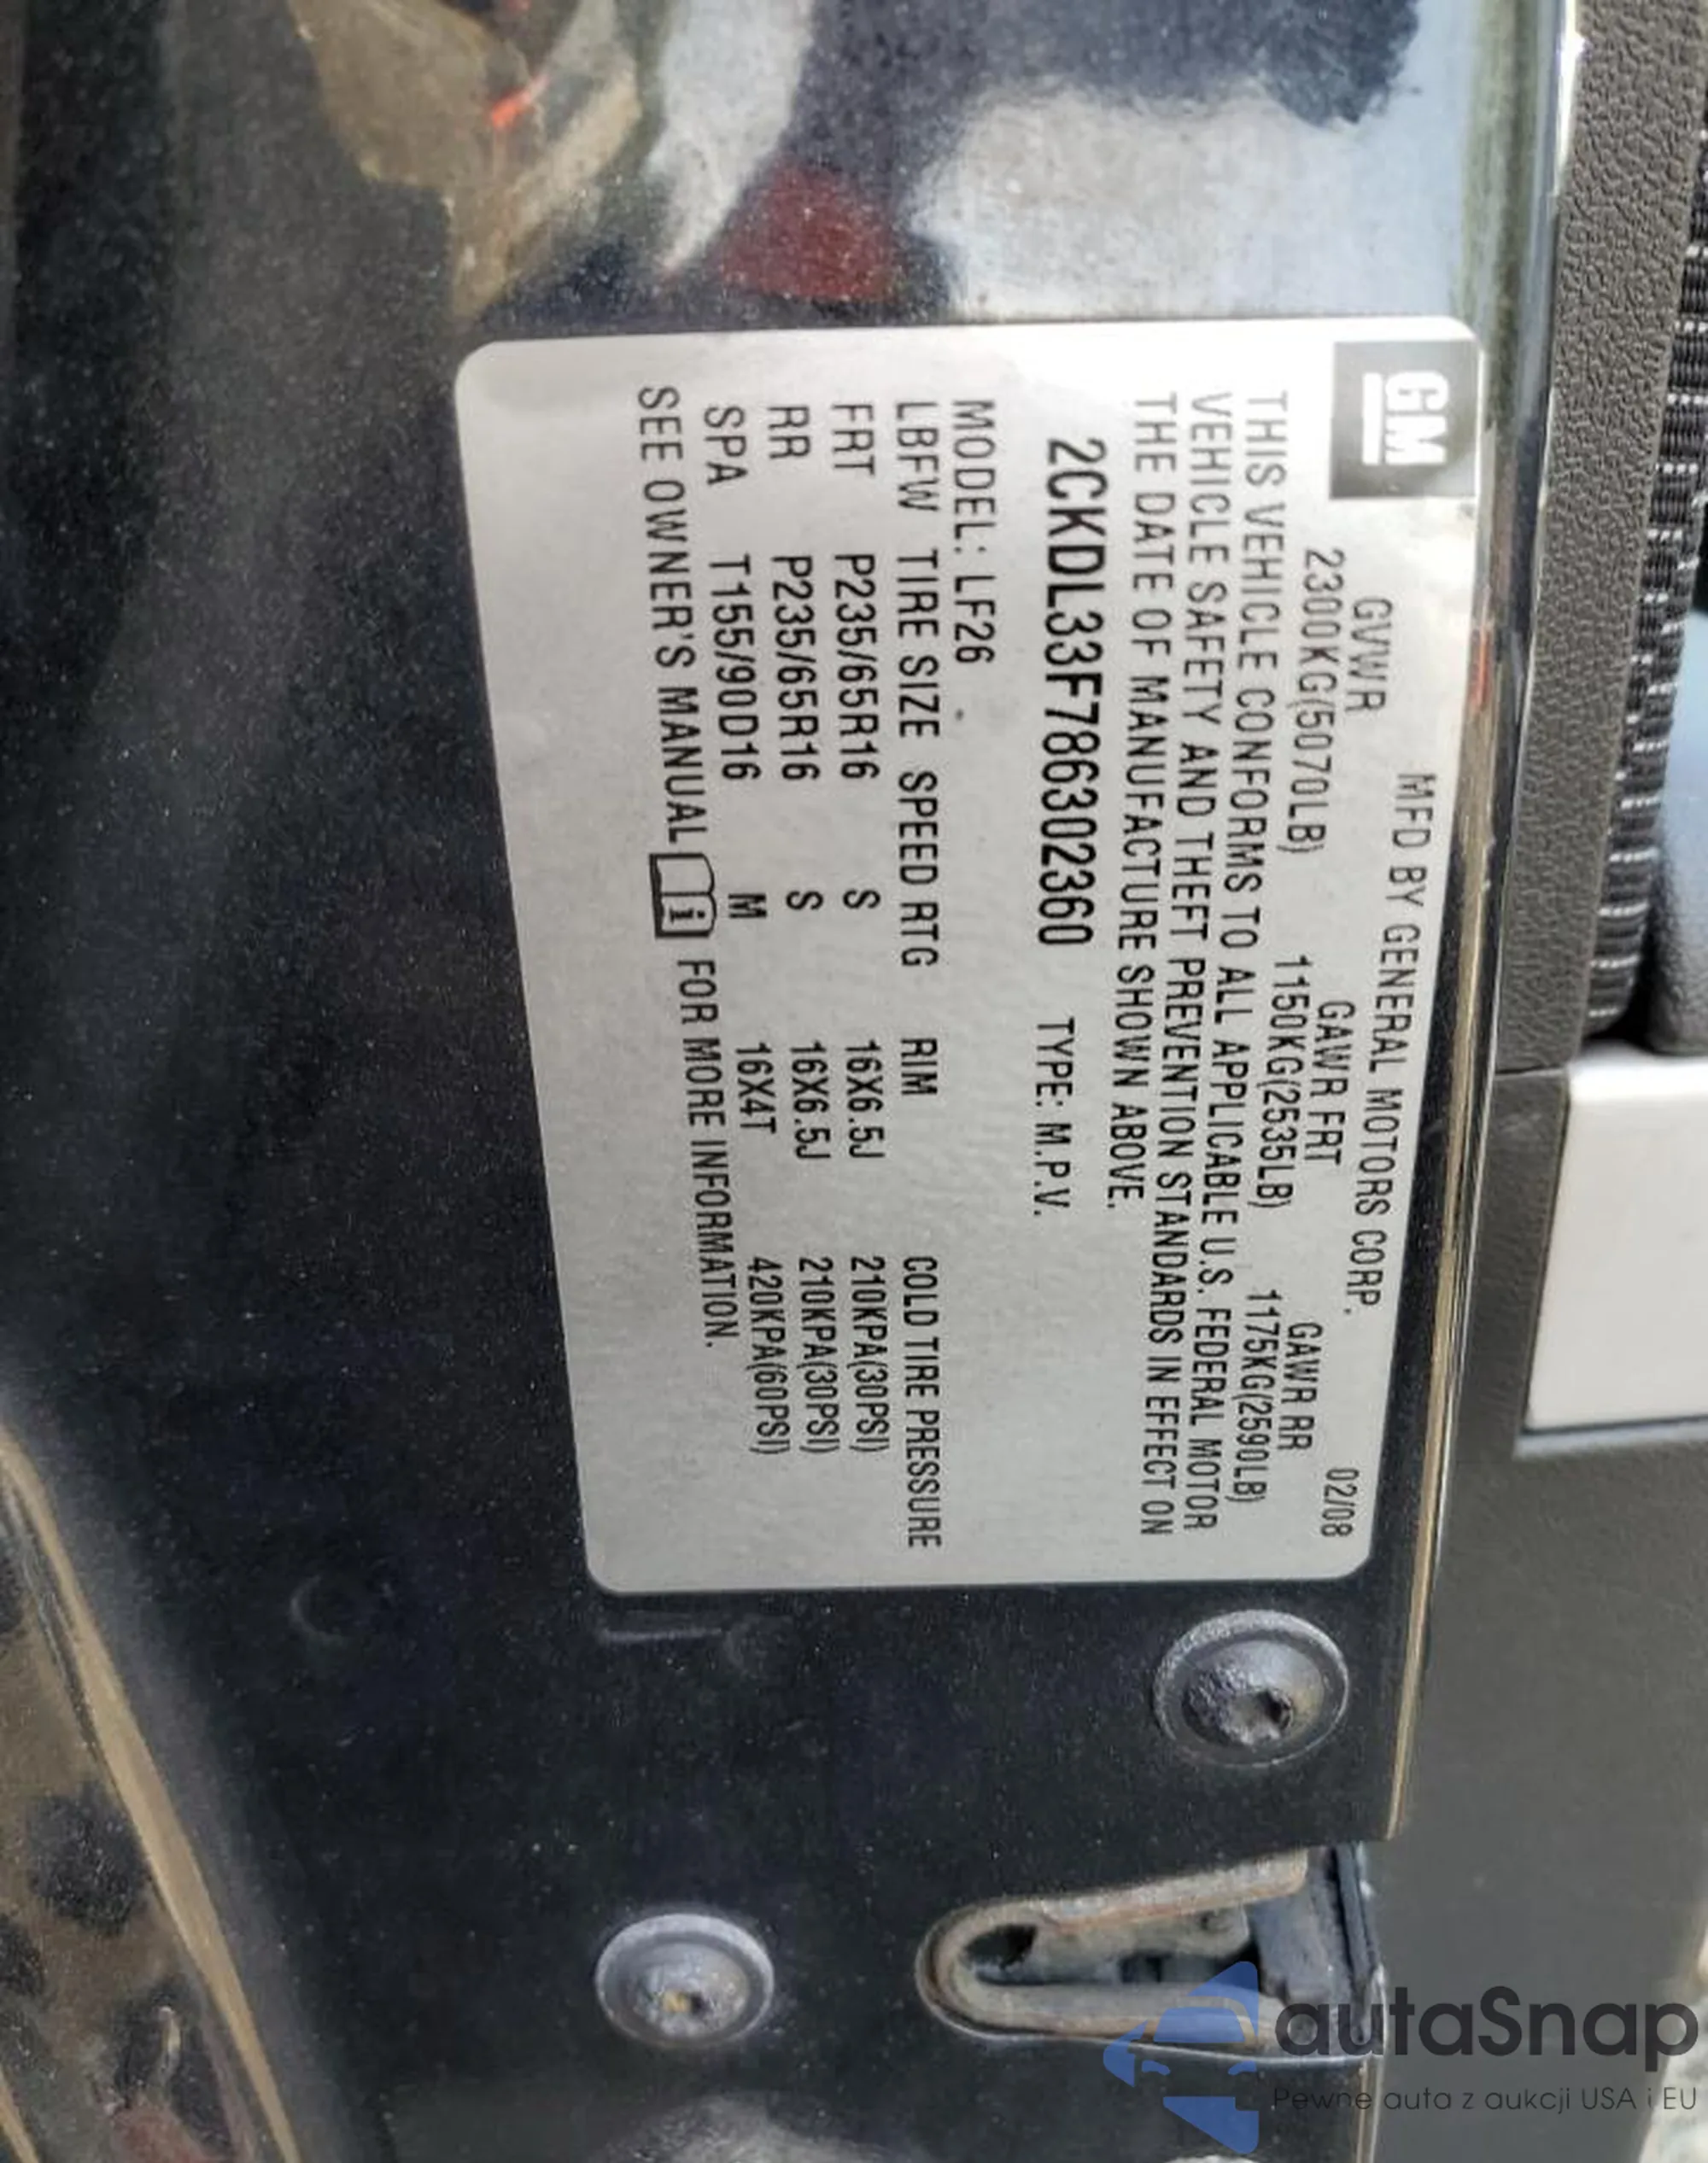 GM
MFD BY GENERAL MOTORS CORP. 02/08
GVWR GAWR FRT GAWR RR
2300KG(5070LB) 1150KG(2535LB) 1175KG(2590LB)
THIS VEHICLE CONFORMS TO ALL APPLICABLE U.S. FEDERAL MOTOR
VEHICLE SAFETY AND THEFT PREVENTION STANDARDS IN EFFECT ON
THE DATE OF MANUFACTURE SHOWN ABOVE.
2CKDL33F786302360 TYPE: M.P.V.
MODEL: LF26
LBFW TIRE SIZE SPEED RTG RIM COLD TIRE PRESSURE
FRT P235/65R16 S 16X6.5J 210KPA(30PSI)
RR P235/65R16 S 16X6.5J 210KPA(30PSI)
SPA T155/90D16 M 16X4T 420KPA(60PSI)
SEE OWNER'S MANUAL i FOR MORE INFORMATION.
autaSnap
Pewne auta z aukcji USA i EU